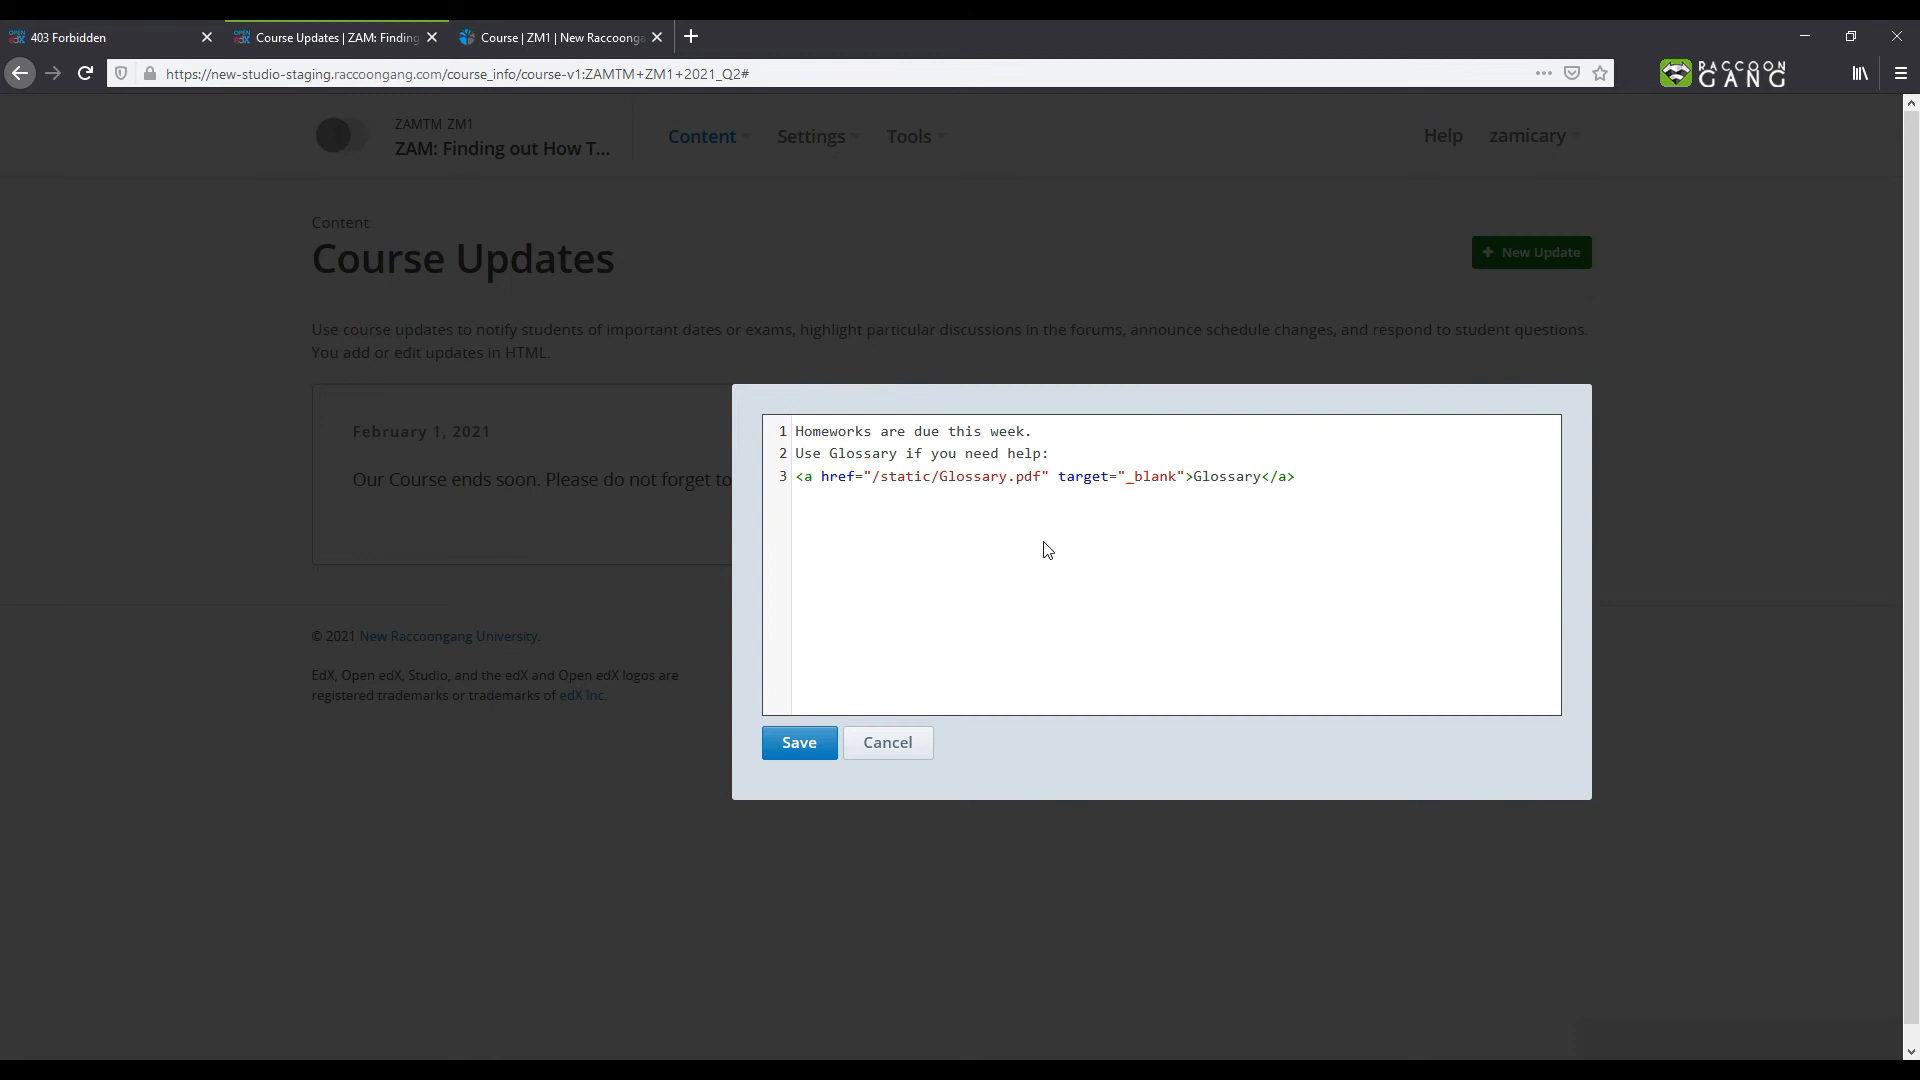 403 Forbidden
Course Updates | ZAM: Finding
Course | ZM1 | New Raccoonga
https://new-studio-staging.raccoongang.com/course_info/course-v1:ZAMTM+ZM1+2021_Q2#
RACCOON
GANG
ZAMTM ZM1
ZAM: Finding out How T...
Content
Settings
Tools
Help
zamicary
Content
Course Updates
+ New Update
Use course updates to notify students of important dates or exams, highlight particular discussions in the forums, announce schedule changes, and respond to student questions.
You add or edit updates in HTML.
February 1, 2021
Our Course ends soon. Please do not forget to
1 Homeworks are due this week.
2 Use Glossary if you need help:
3 <a href="/static/Glossary.pdf" target="_blank">Glossary</a>
Save
Cancel
© 2021 New Raccoongang University.
EdX, Open edX, Studio, and the edX and Open edX logos are
registered trademarks or trademarks of edX Inc.